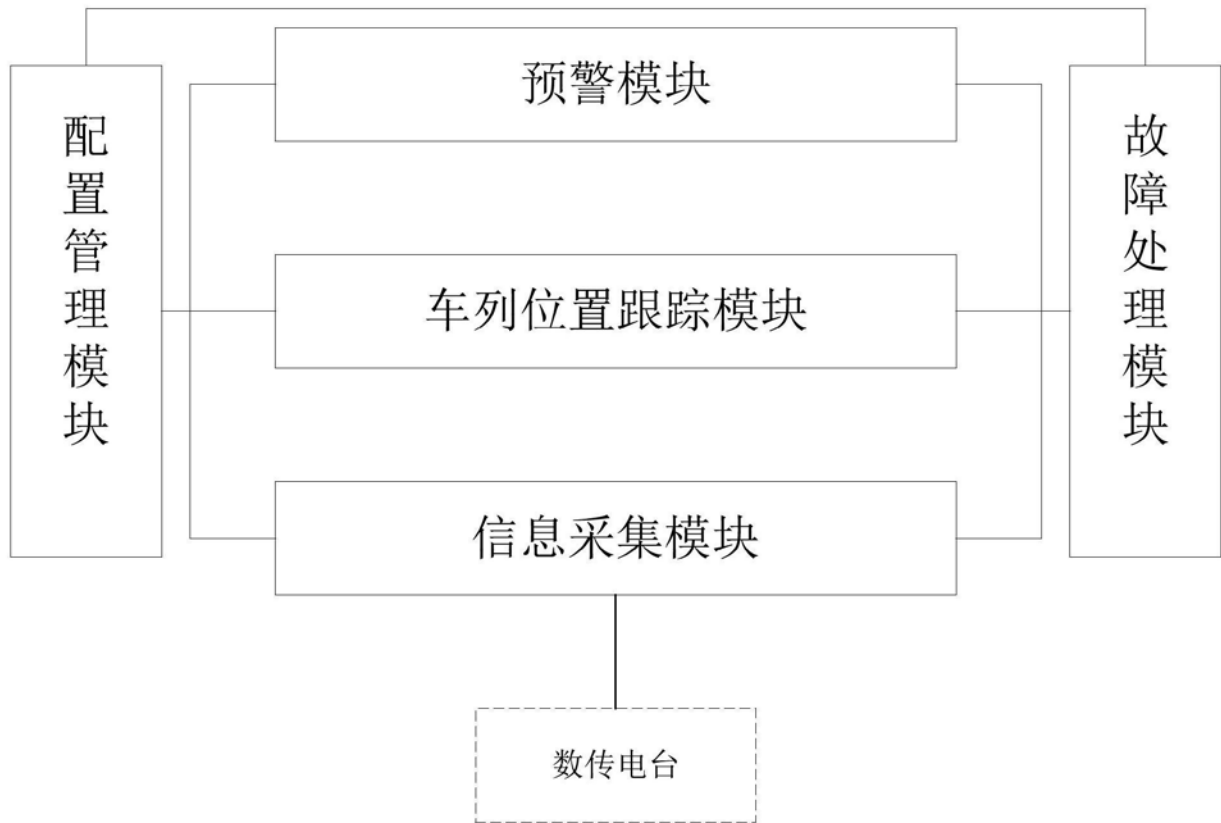 预警模块
配置管理模块
车列位置跟踪模块
故障处理模块
信息采集模块
数传电台